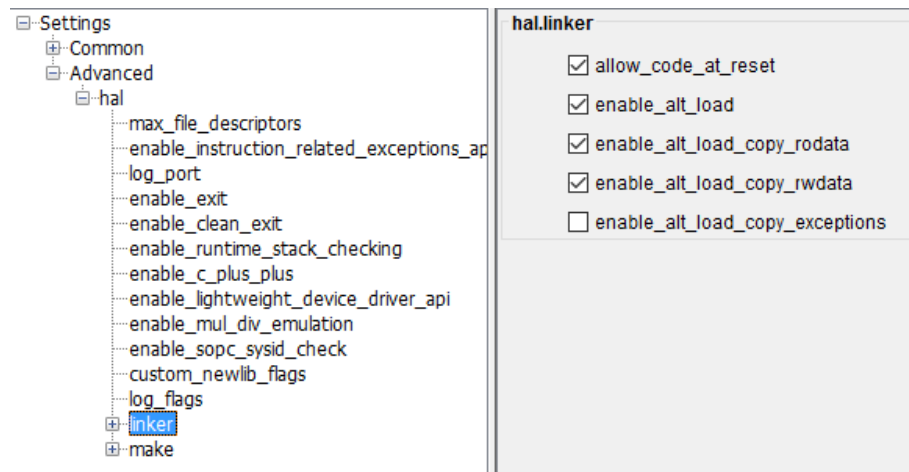 Settings
Common
Advanced
hal
max_file_descriptors
enable_instruction_related_exceptions_ap
log_port
enable_exit
enable_clean_exit
enable_runtime_stack_checking
enable_c_plus_plus
enable_lightweight_device_driver_api
enable_mul_div_emulation
enable_sopc_sysid_check
custom_newlib_flags
log_flags
linker
make
hal.linker
allow_code_at_reset
enable_alt_load
enable_alt_load_copy_rodata
enable_alt_load_copy_rwdata
enable_alt_load_copy_exceptions